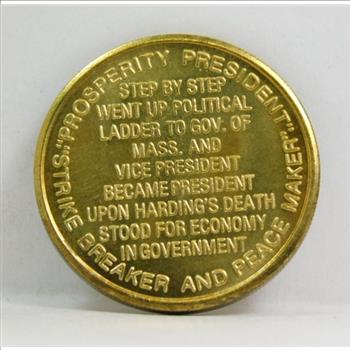 "PROSPERITY PRESIDENT"
STEP BY STEP
WENT UP POLITICAL
LADDER TO GOV. OF
MASS. AND
VICE PRESIDENT
BECAME PRESIDENT
UPON HARDING'S DEATH
STOOD FOR ECONOMY
IN GOVERNMENT
"STRIKE BREAKER AND PEACE MAKER"